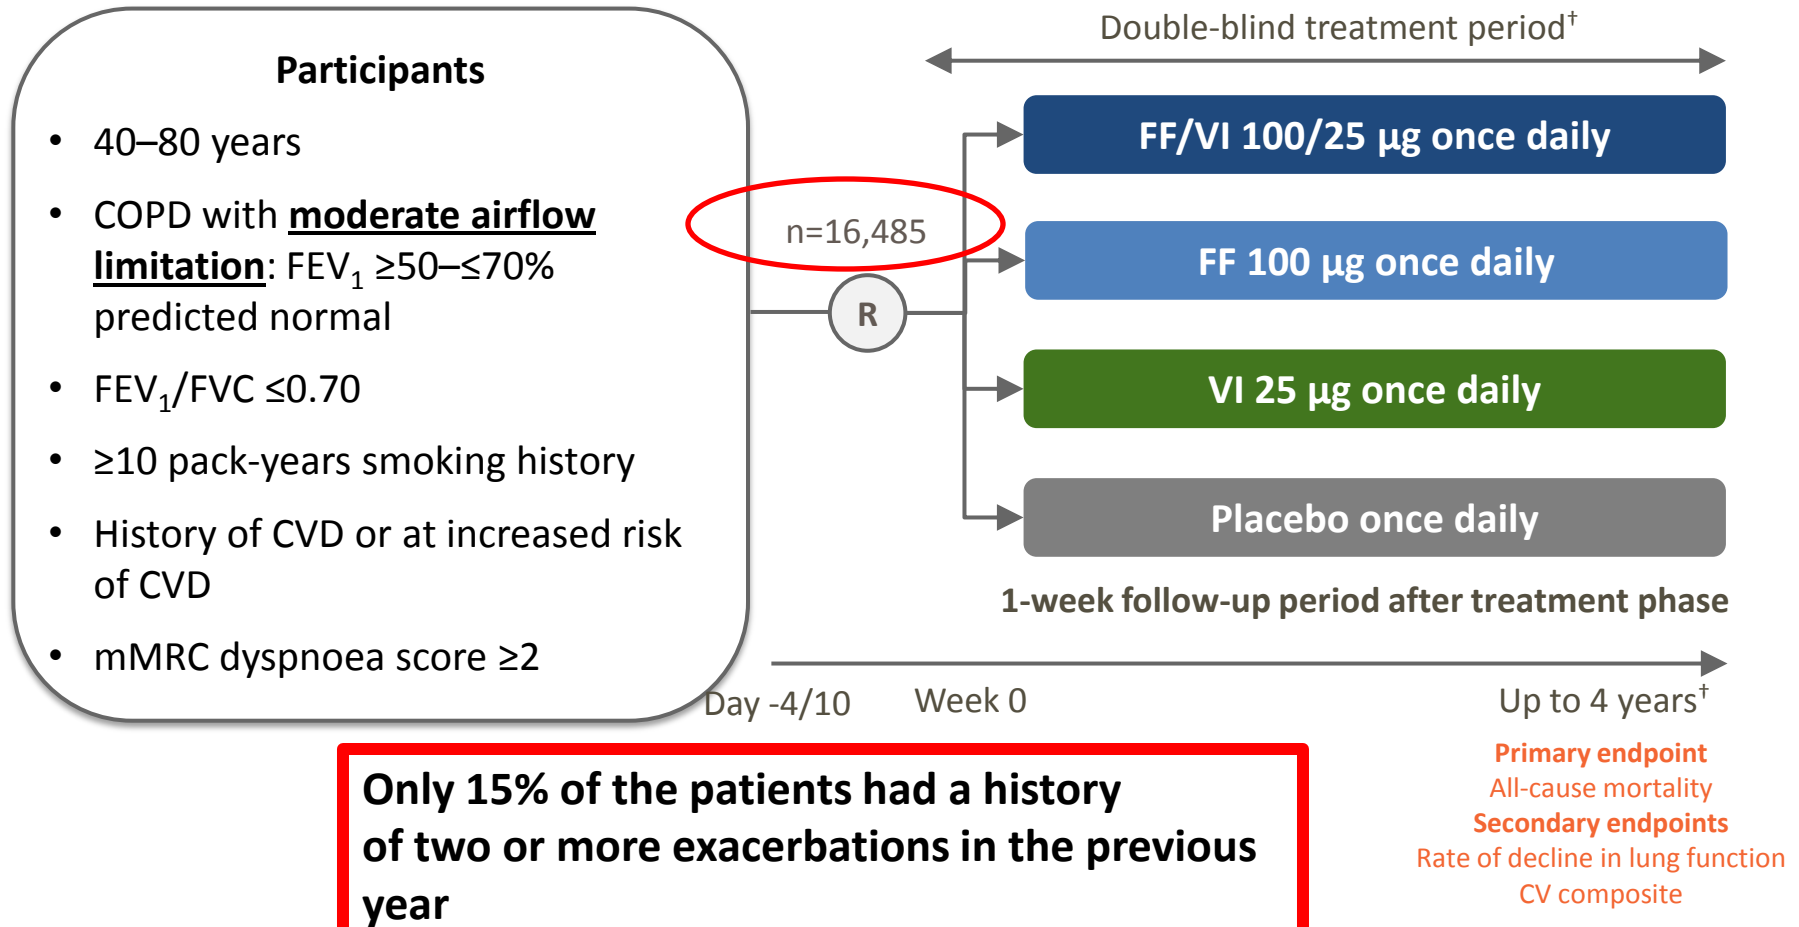 Participants
• 40–80 years
• COPD with moderate airflow
limitation: FEV₁ ≥50–≤70%
predicted normal
• FEV₁/FVC ≤0.70
• ≥10 pack-years smoking history
• History of CVD or at increased risk
of CVD
• mMRC dyspnoea score ≥2
n=16,485
R
Double-blind treatment period†
FF/VI 100/25 µg once daily
FF 100 µg once daily
VI 25 µg once daily
Placebo once daily
1-week follow-up period after treatment phase
Day -4/10
Week 0
Up to 4 years†
Primary endpoint
All-cause mortality
Secondary endpoints
Rate of decline in lung function
CV composite
Only 15% of the patients had a history
of two or more exacerbations in the previous
year